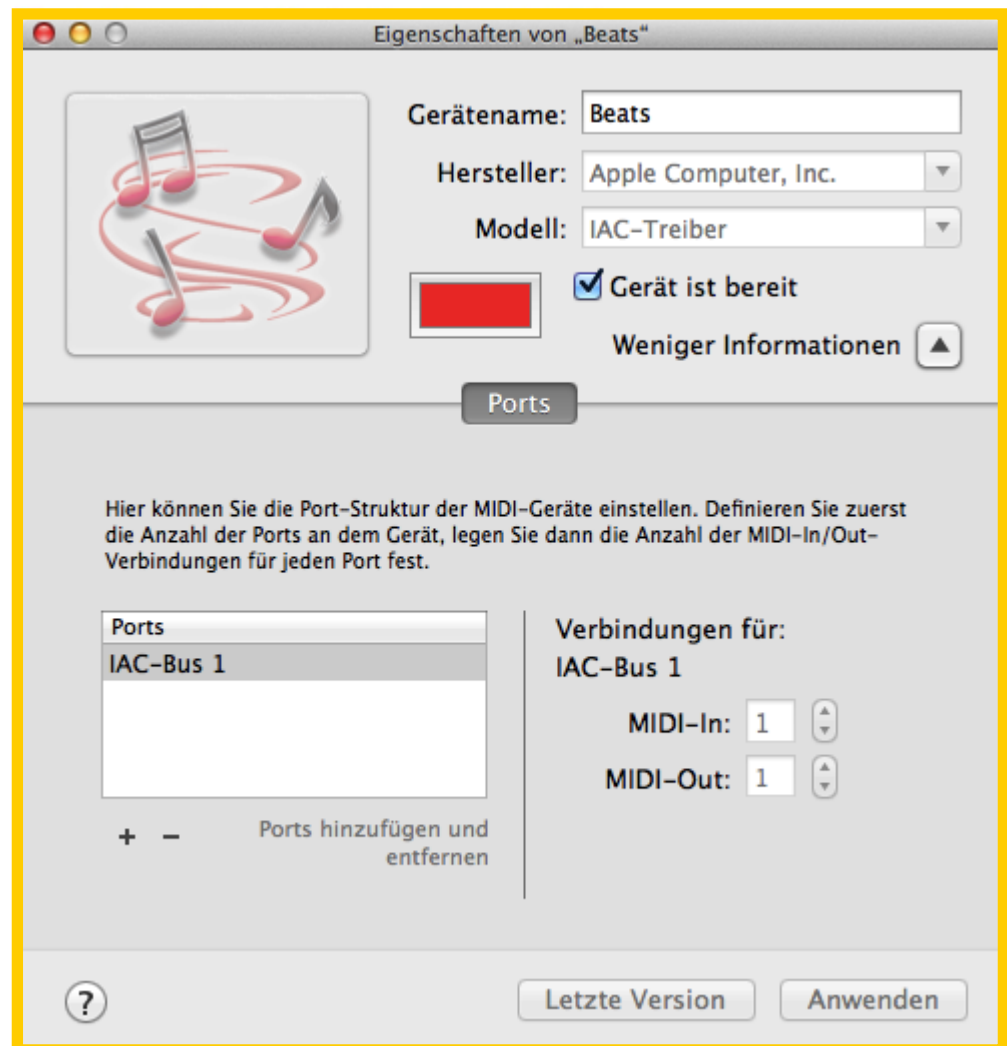 Eigenschaften von „Beats“
Gerätename: Beats
Hersteller: Apple Computer, Inc.
Modell: IAC-Treiber
Gerät ist bereit
Weniger Informationen
Ports
Hier können Sie die Port-Struktur der MIDI-Geräte einstellen. Definieren Sie zuerst
die Anzahl der Ports an dem Gerät, legen Sie dann die Anzahl der MIDI-In/Out-
Verbindungen für jeden Port fest.
Ports
IAC-Bus 1
+ −
Ports hinzufügen und
entfernen
Verbindungen für:
IAC-Bus 1
MIDI-In: 1
MIDI-Out: 1
?
Letzte Version
Anwenden